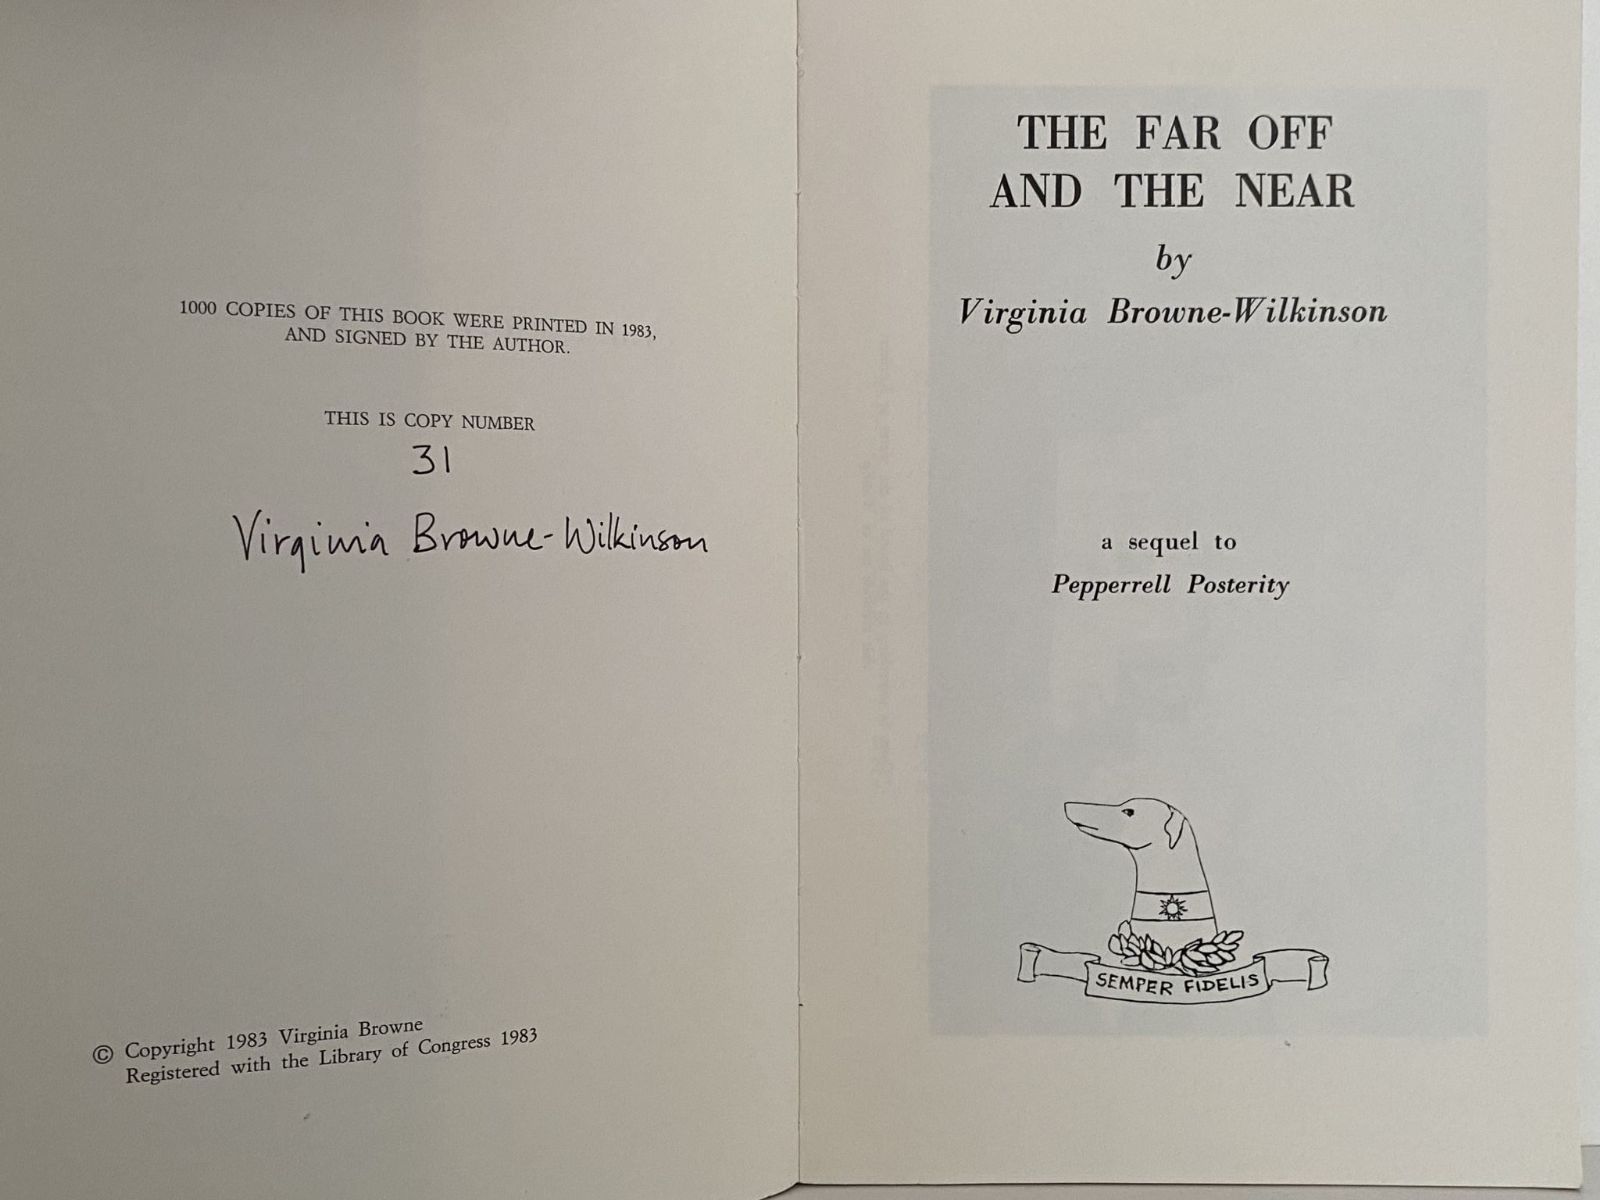 1000 COPIES OF THIS BOOK WERE PRINTED IN 1983,
AND SIGNED BY THE AUTHOR.
THIS IS COPY NUMBER
31
Virginia Browne-Wilkinson
© Copyright 1983 Virginia Browne
Registered with the Library of Congress 1983
THE FAR OFF
AND THE NEAR
by
Virginia Browne-Wilkinson
a sequel to
Pepperrell Posterity
SEMPER FIDELIS